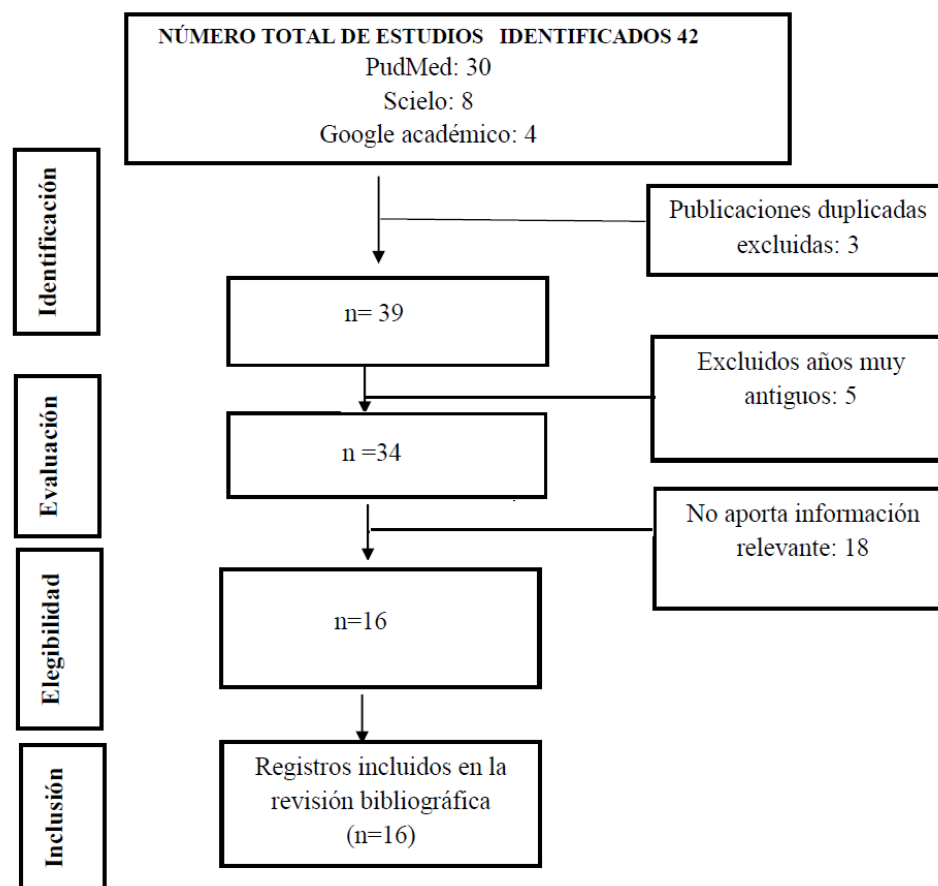 NÚMERO TOTAL DE ESTUDIOS IDENTIFICADOS 42
PudMed: 30
Scielo: 8
Google académico: 4
Identificación
Publicaciones duplicadas
excluidas: 3
n= 39
Excluidos años muy
antiguos: 5
Evaluación
n =34
No aporta información
relevante: 18
Elegibilidad
n=16
Inclusión
Registros incluidos en la
revisión bibliográfica
(n=16)